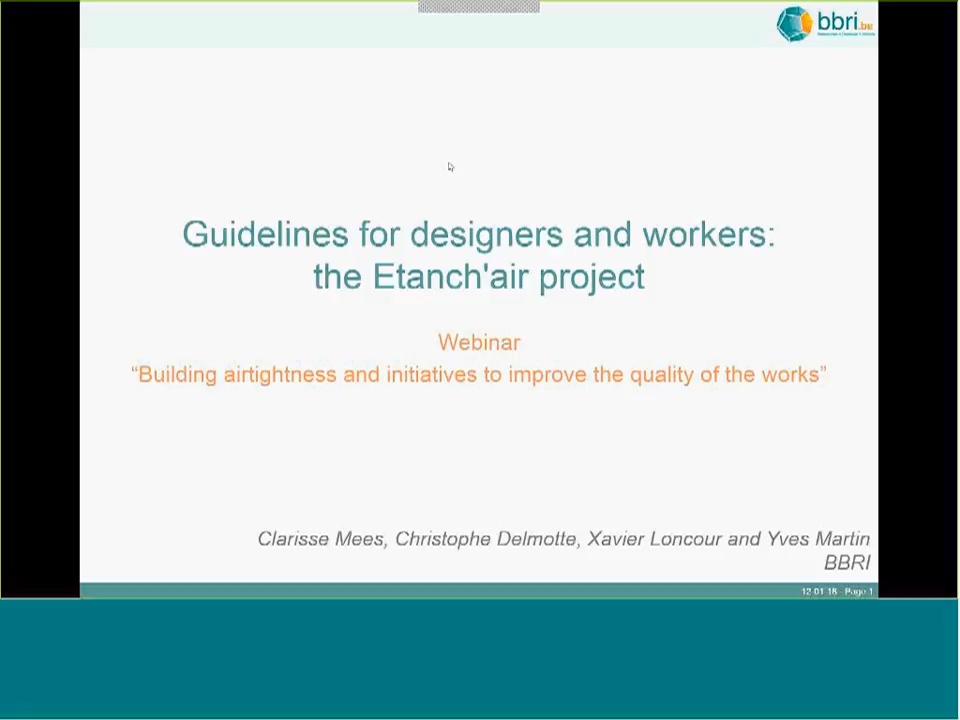 bbri.be
Guidelines for designers and workers:
the Etanch'air project
Webinar
“Building airtightness and initiatives to improve the quality of the works”
Clarisse Mees, Christophe Delmotte, Xavier Loncour and Yves Martin
BBRI
12-01-16 - Page 1